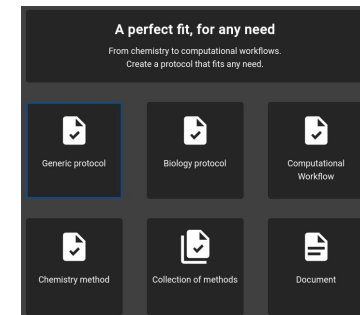 A perfect fit, for any need
From chemistry to computational workflows.
Create a protocol that fits any need.
Generic protocol
Biology protocol
Computational
Workflow
Chemistry method
Collection of methods
Document